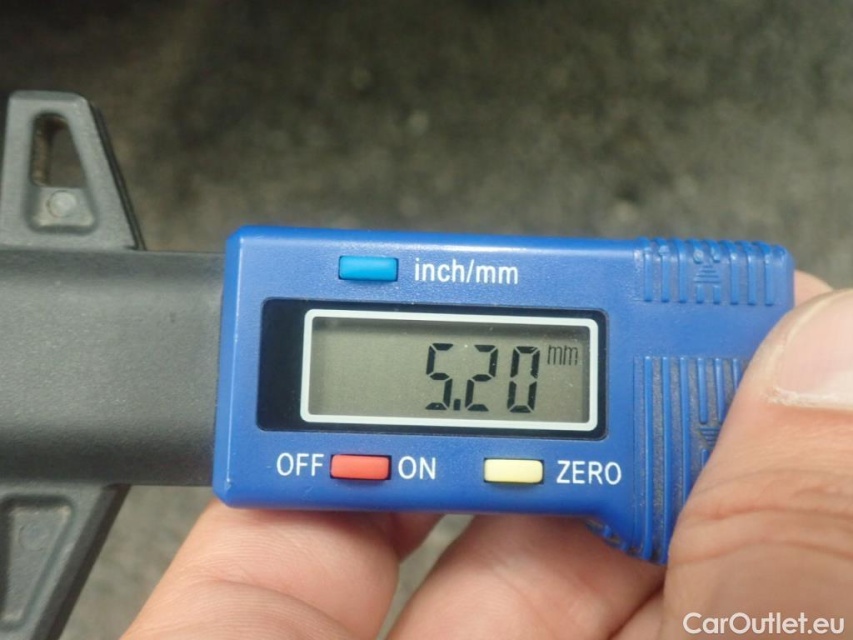 inch/mm
5.20 mm
OFF ON ZERO
CarOutlet.eu